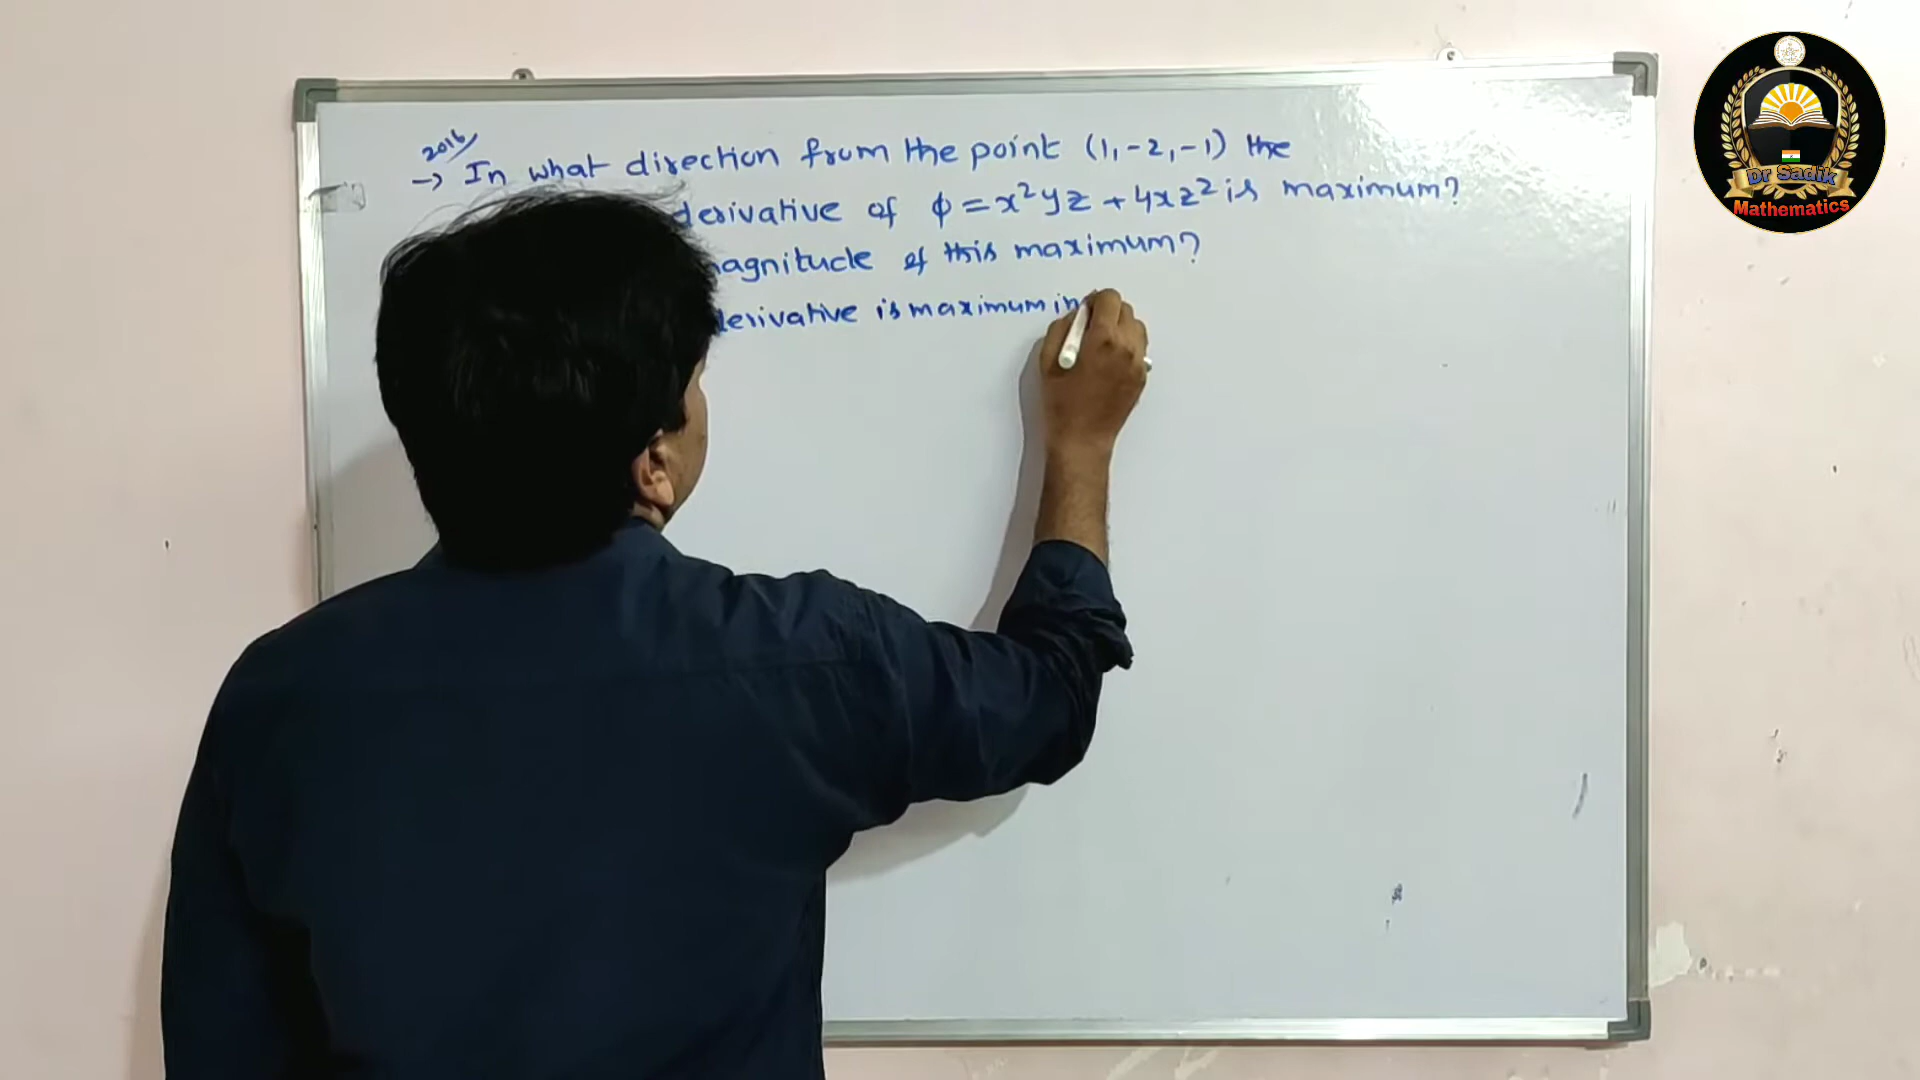 2016
→ In what direction from the point (1,-2,-1) the
derivative of φ = x²yz + 4xz² is maximum?
magnitude of this maximum?
derivative is maximum in
Dr Sadik
Mathematics